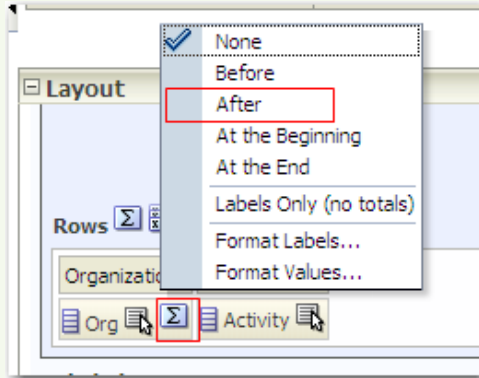 None
Before
Layout
After
At the Beginning
At the End
Labels Only (no totals)
Rows
Format Labels...
Format Values...
Org Activity